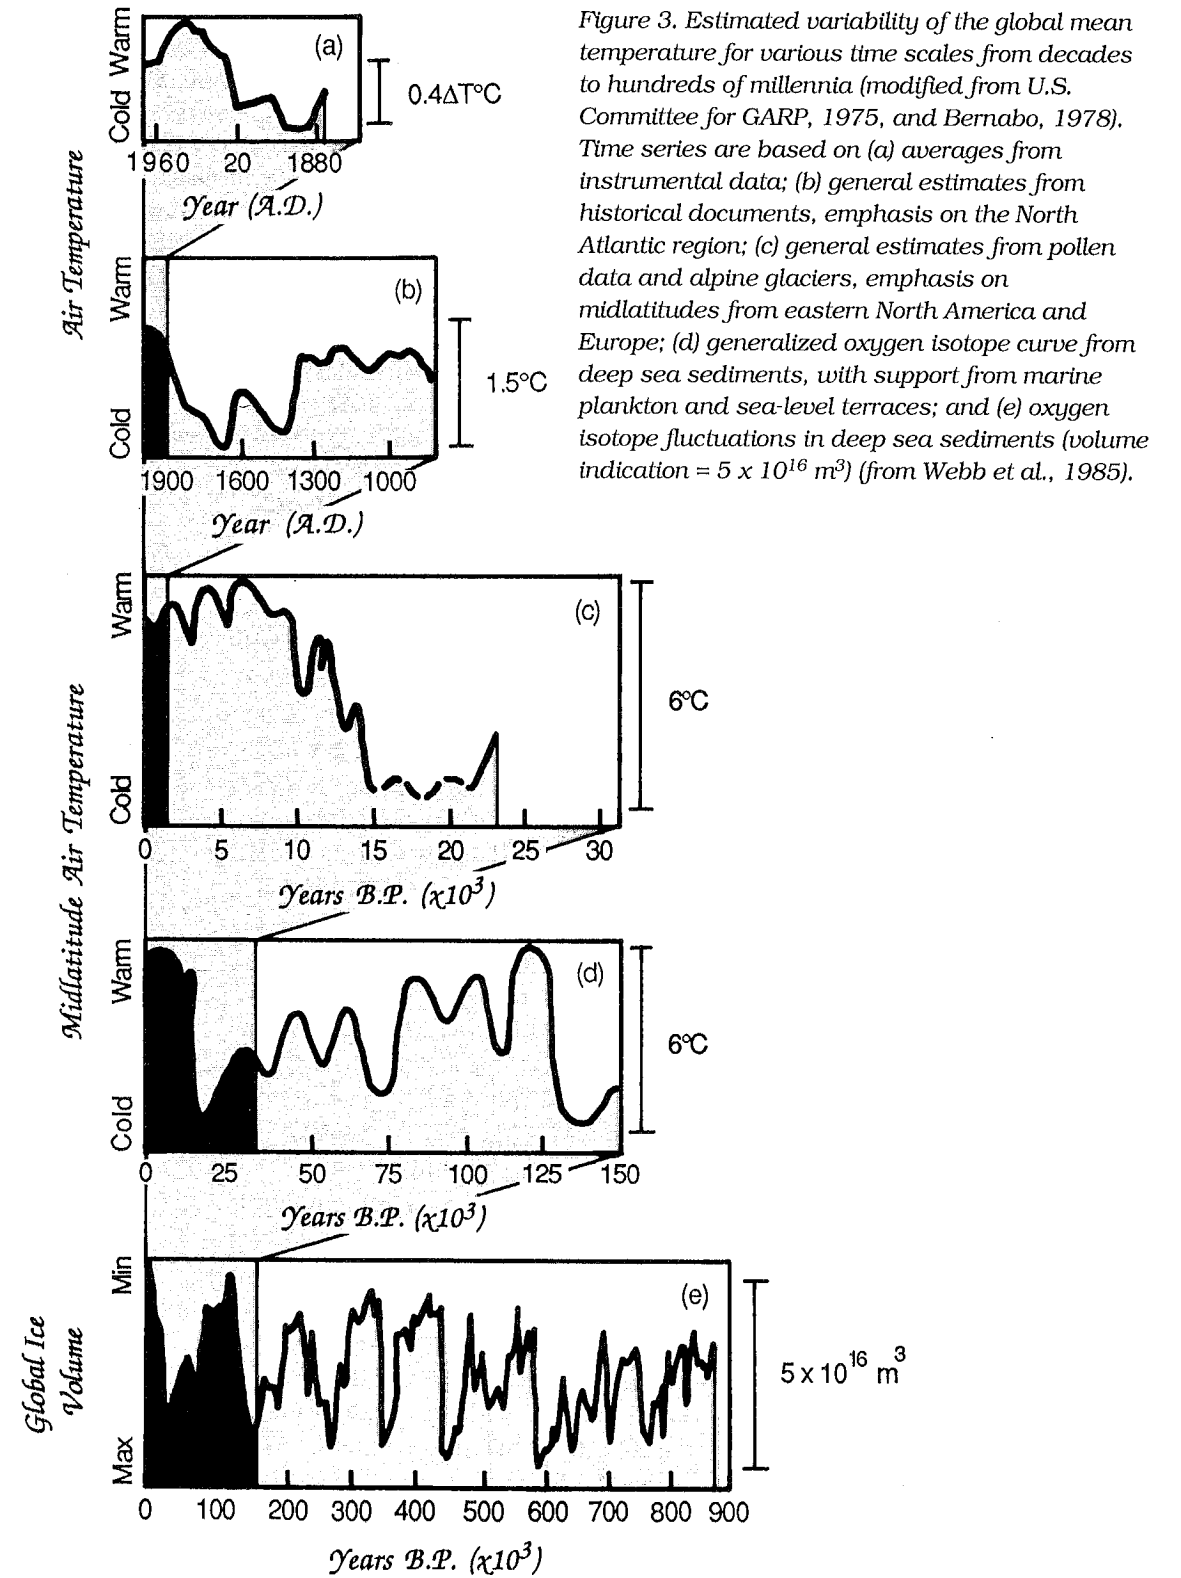 Figure 3. Estimated variability of the global mean
temperature for various time scales from decades
to hundreds of millennia (modified from U.S.
Committee for GARP, 1975, and Bernabo, 1978).
Time series are based on (a) averages from
instrumental data; (b) general estimates from
historical documents, emphasis on the North
Atlantic region; (c) general estimates from pollen
data and alpine glaciers, emphasis on
midlatitudes from eastern North America and
Europe; (d) generalized oxygen isotope curve from
deep sea sediments, with support from marine
plankton and sea-level terraces; and (e) oxygen
isotope fluctuations in deep sea sediments (volume
indication = 5 x 10¹⁶ m³) (from Webb et al., 1985).
Air Temperature
Cold Warm
(a)
0.4ΔT°C
1960 20 1880
Year (A.D.)
Cold Warm
(b)
1.5°C
1900 1600 1300 1000
Year (A.D.)
Midlatitude Air Temperature
Cold Warm
(c)
6°C
0 5 10 15 20 25 30
Years B.P. (x10³)
Cold Warm
(d)
6°C
0 25 50 75 100 125 150
Years B.P. (x10³)
Global Ice
Volume
Max Min
(e)
5 x 10¹⁶ m³
0 100 200 300 400 500 600 700 800 900
Years B.P. (x10³)